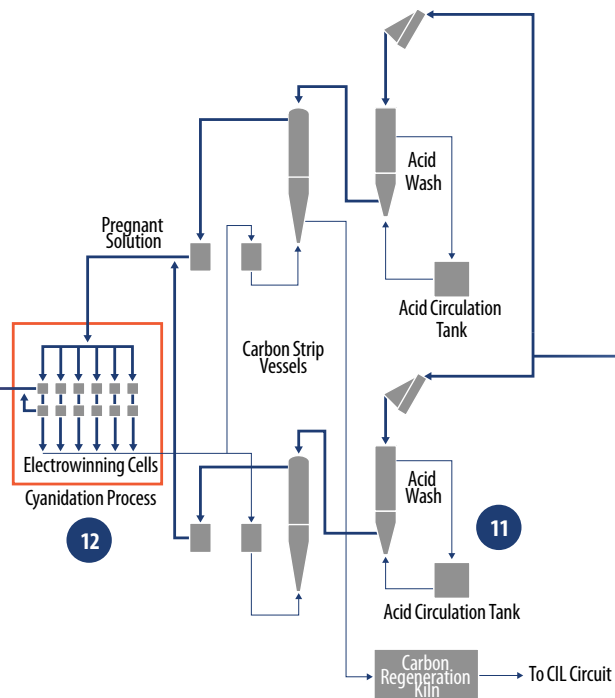 Acid
Wash
Pregnant
Solution
Acid Circulation
Tank
Carbon Strip
Vessels
Electrowinning Cells
Cyanidation Process
12
Acid
Wash
11
Acid Circulation Tank
Carbon
Regeneration
Kiln
To CIL Circuit